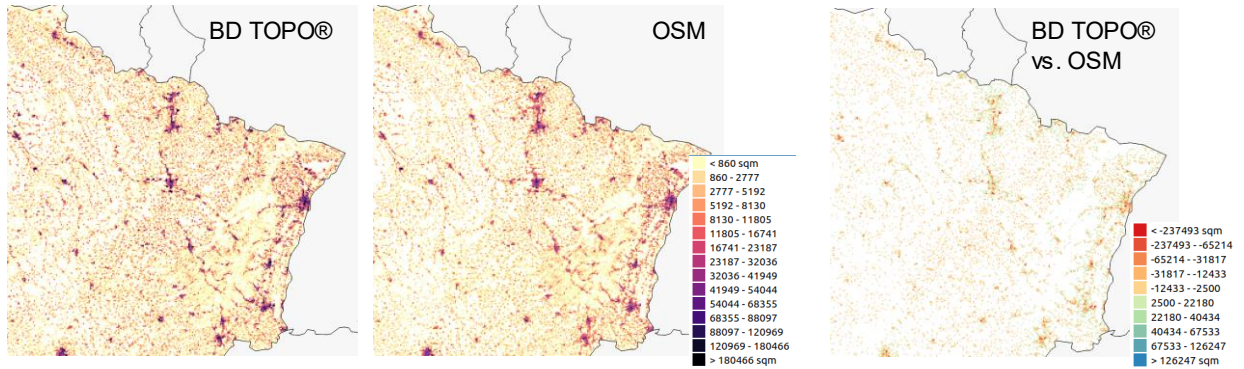 BD TOPO®
OSM
BD TOPO®
vs. OSM
< 860 sqm
860 - 2777
2777 - 5192
5192 - 8130
8130 - 11805
11805 - 16741
16741 - 23187
23187 - 32036
32036 - 41949
41949 - 54044
54044 - 68355
68355 - 88097
88097 - 120969
120969 - 180466
> 180466 sqm
< -237493 sqm
-237493 - -65214
-65214 - -31817
-31817 - -12433
-12433 - -2500
2500 - 22180
22180 - 40434
40434 - 67533
67533 - 126247
> 126247 sqm